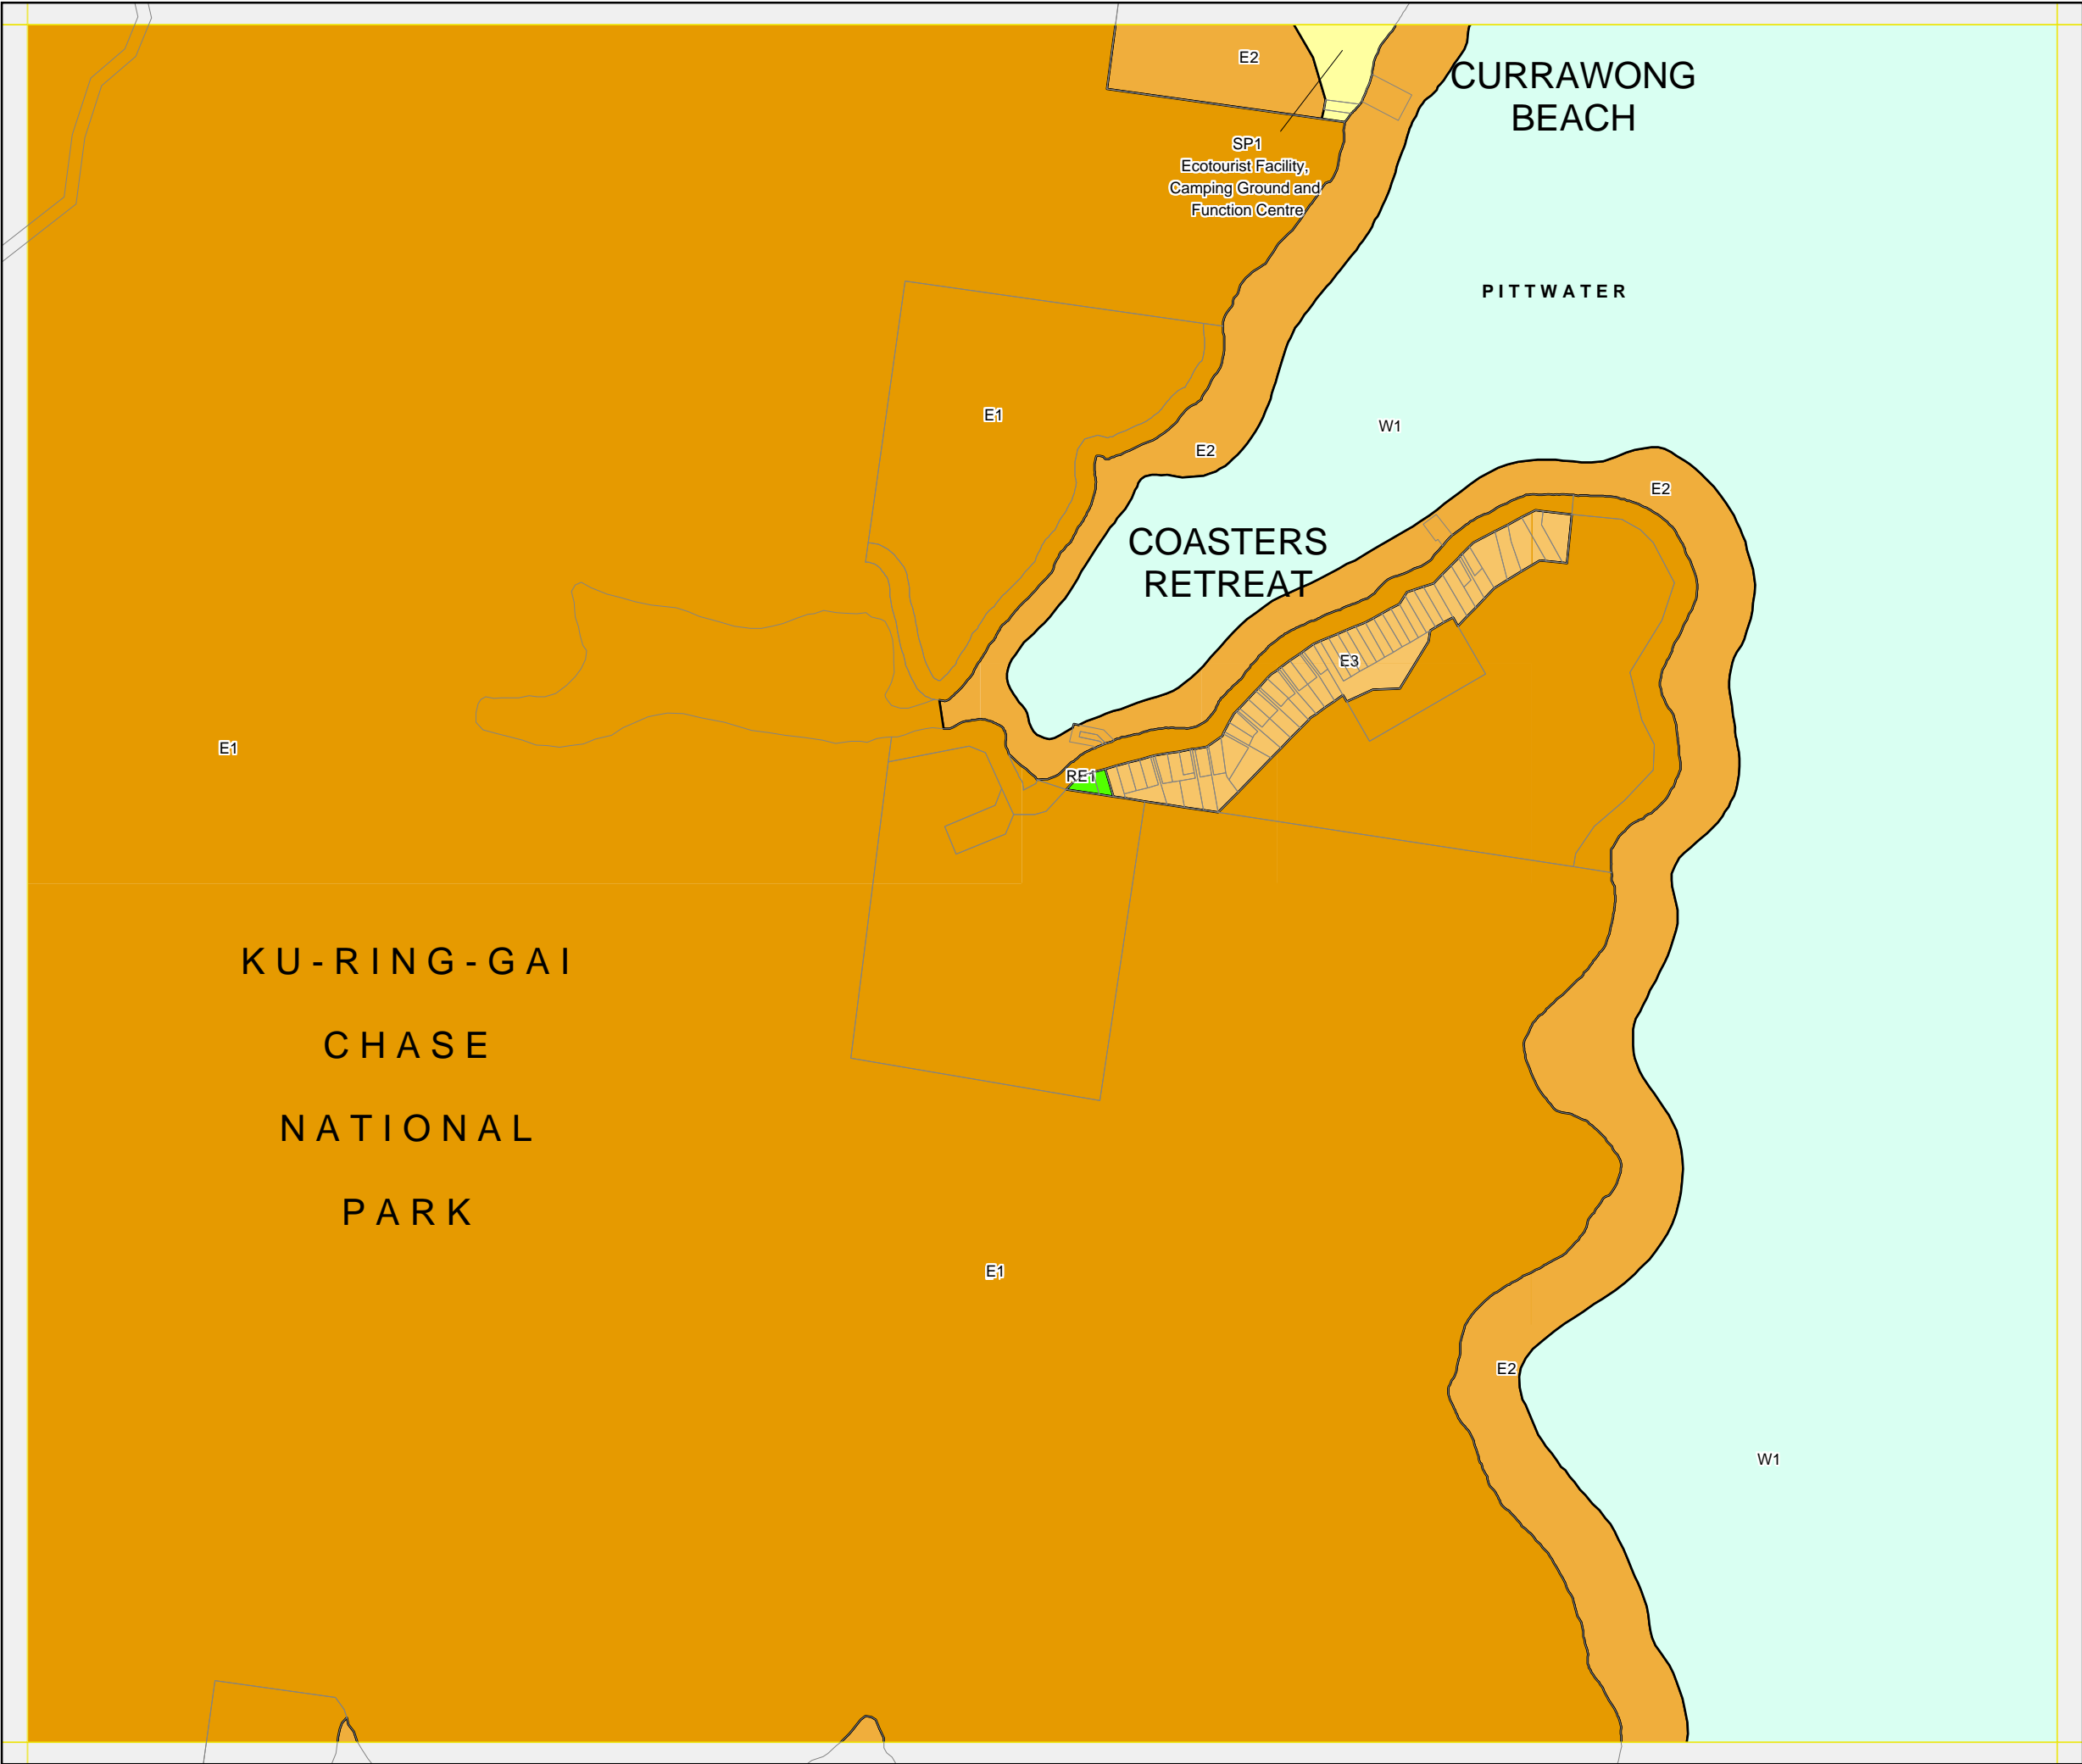 E2
CURRAWONG
BEACH
SP1
Ecotourist Facility,
Camping Ground and
Function Centre
PITTWATER
E1
W1
E2
E2
COASTERS
RETREAT
E3
E1
RE1
KU-RING-GAI
CHASE
NATIONAL
PARK
E1
E2
W1